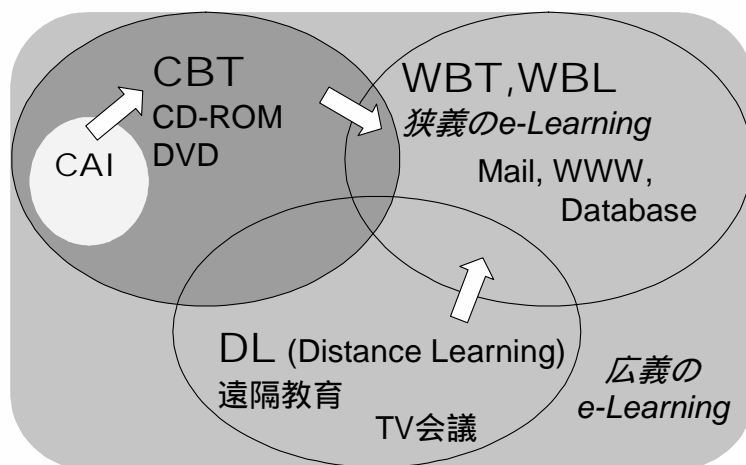 CBT
CD-ROM
DVD
CAI
WBT,WBL
狭義のe-Learning
Mail, WWW,
Database
DL (Distance Learning)
遠隔教育
TV会議
広義の
e-Learning